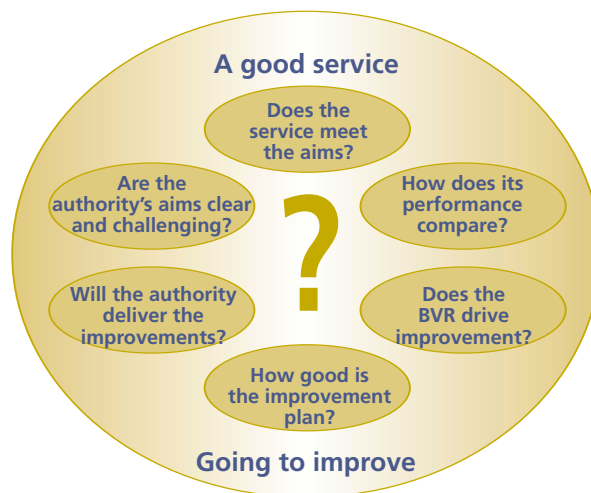 A good service
Does the
service meet
the aims?
Are the
authority's aims clear
and challenging?
How does its
performance
compare?
?
Will the authority
deliver the
improvements?
Does the
BVR drive
improvement?
How good is
the improvement
plan?
Going to improve